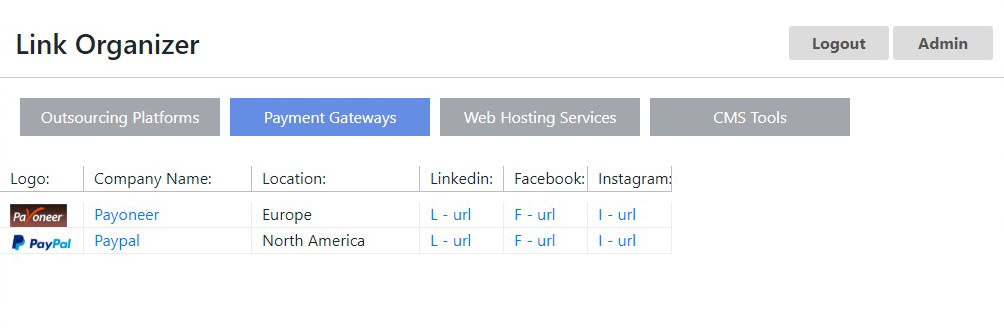 Link Organizer
Logout Admin
Outsourcing Platforms Payment Gateways Web Hosting Services CMS Tools
Logo: Company Name: Location: Linkedin: Facebook: Instagram:
Payoneer Payoneer Europe L - url F - url I - url
PayPal Paypal North America L - url F - url I - url